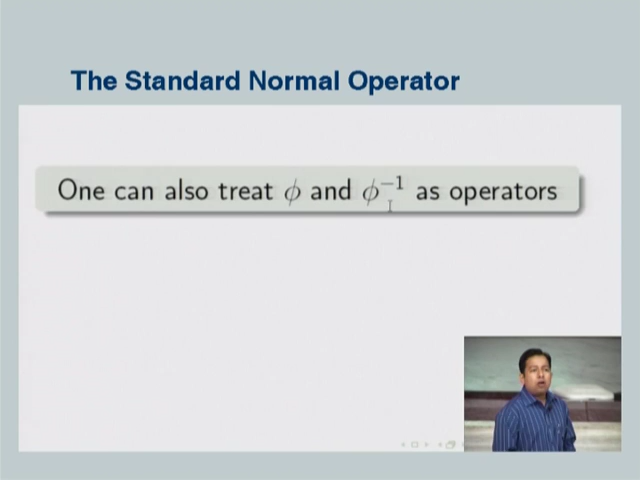 The Standard Normal Operator
One can also treat ϕ and ϕ⁻¹ as operators